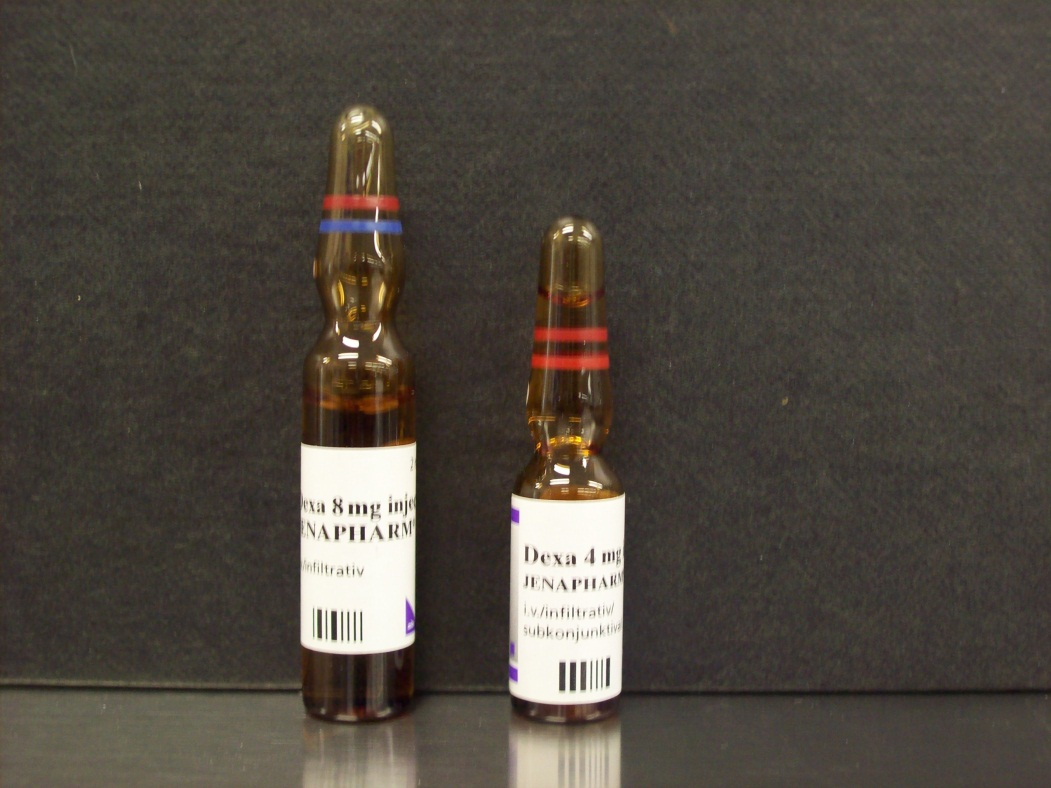 Dexa 8 mg injec
JENAPHARM®
/infiltrativ
Dexa 4 mg
JENAPHARM
i.v./infiltrativ/
subkonjunktiva